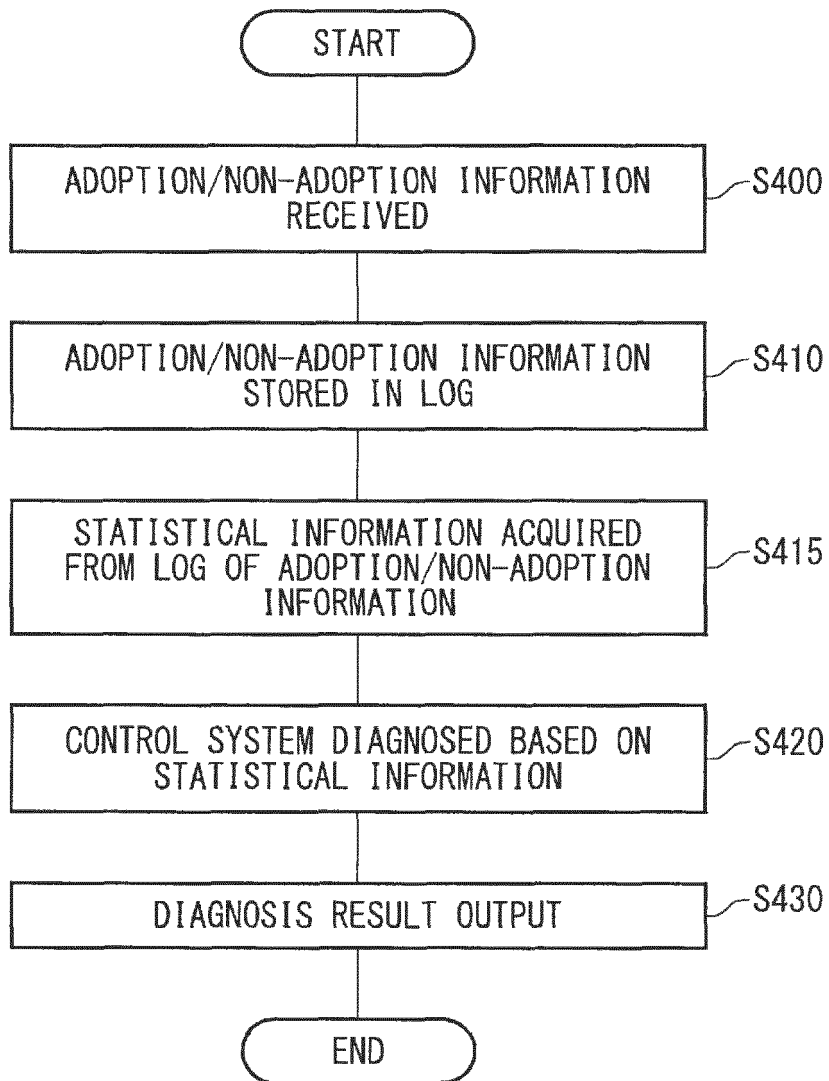 START
ADOPTION/NON-ADOPTION INFORMATION
RECEIVED
S400
ADOPTION/NON-ADOPTION INFORMATION
STORED IN LOG
S410
STATISTICAL INFORMATION ACQUIRED
FROM LOG OF ADOPTION/NON-ADOPTION
INFORMATION
S415
CONTROL SYSTEM DIAGNOSED BASED ON
STATISTICAL INFORMATION
S420
DIAGNOSIS RESULT OUTPUT
S430
END